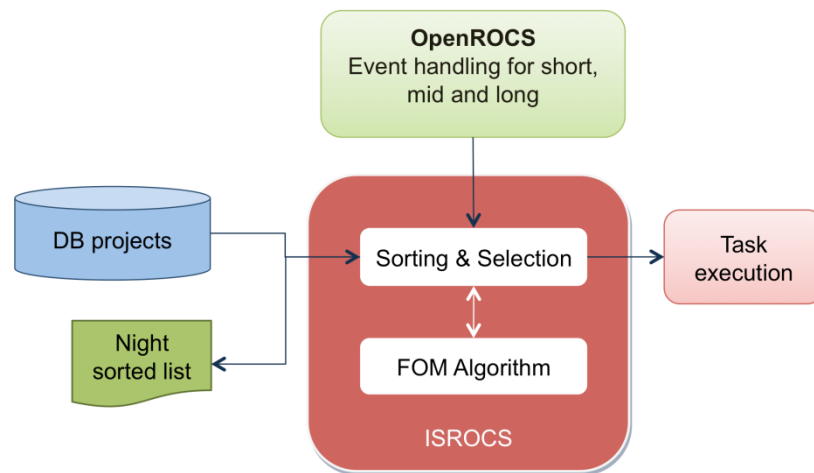 OpenROCS
Event handling for short,
mid and long
DB projects
Sorting & Selection
Task
execution
Night
sorted list
FOM Algorithm
ISROCS